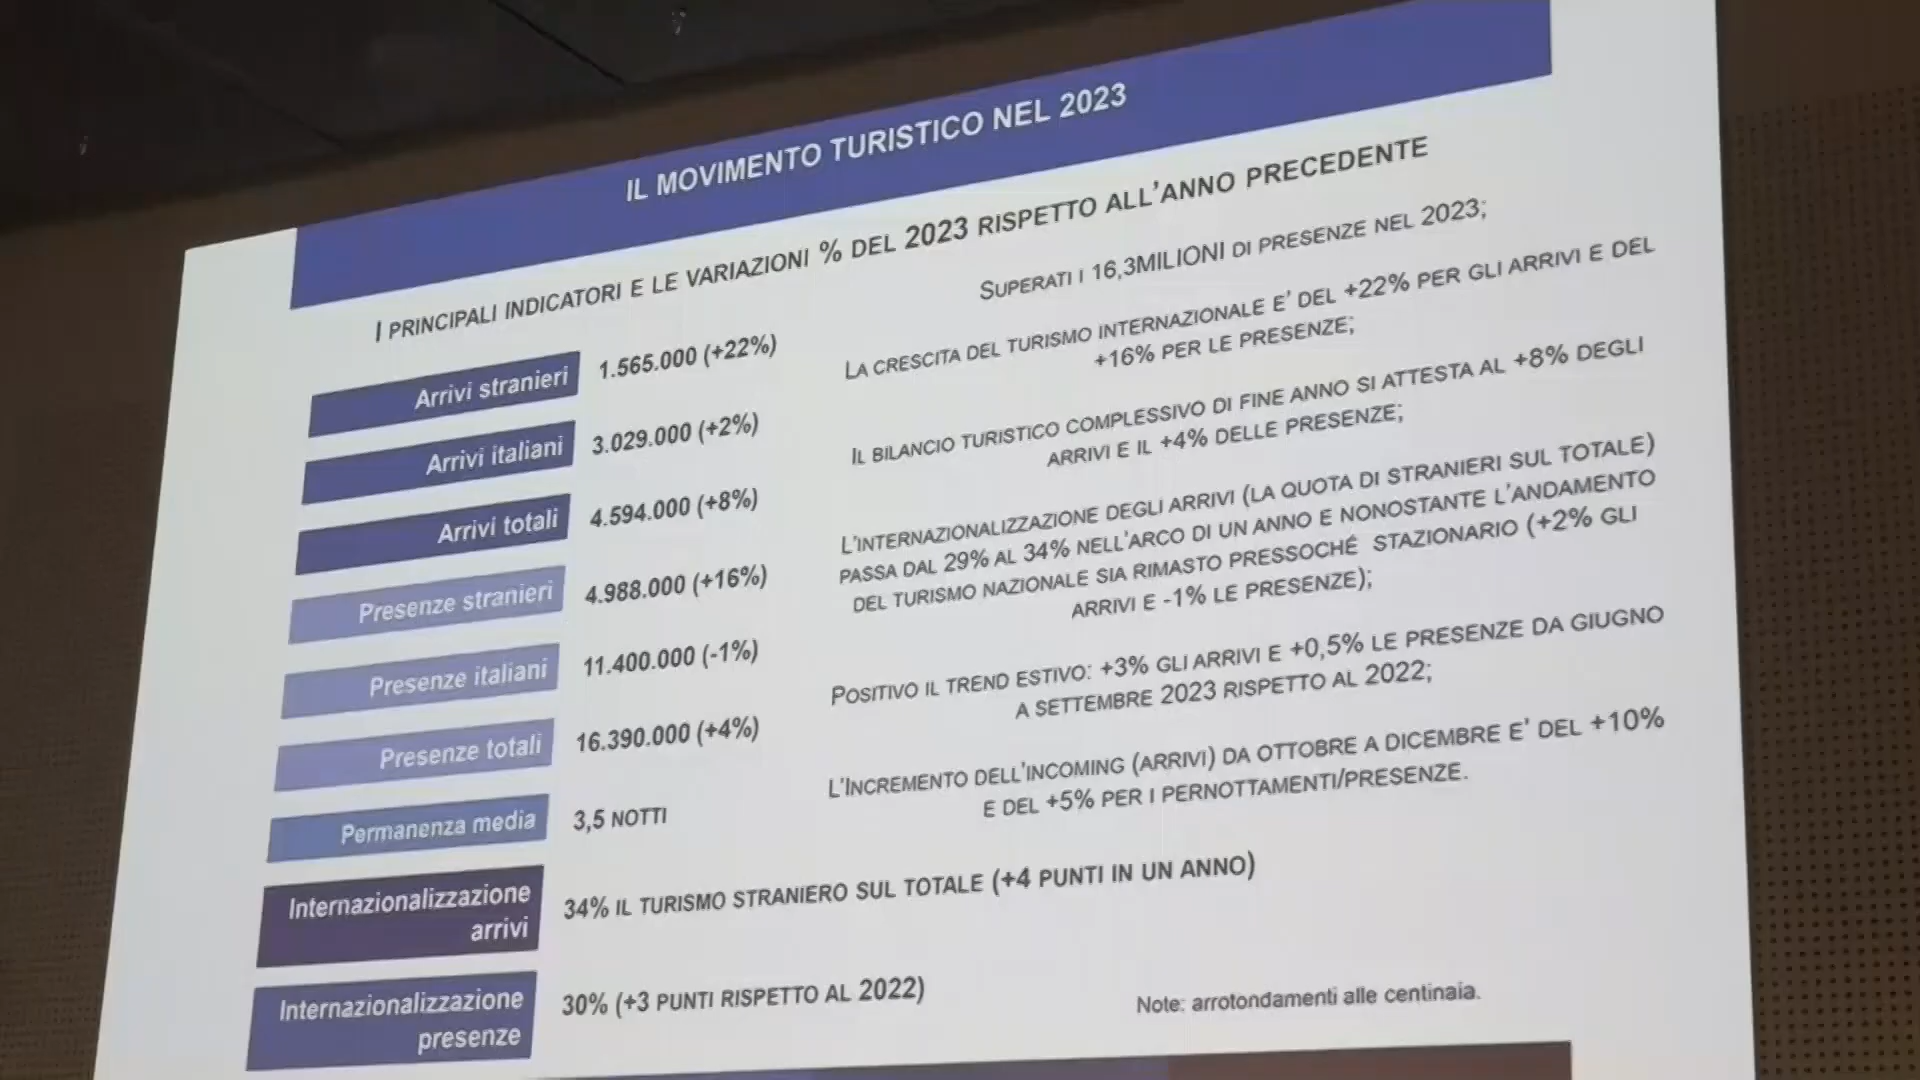 IL MOVIMENTO TURISTICO NEL 2023
I PRINCIPALI INDICATORI E LE VARIAZIONI % DEL 2023 RISPETTO ALL'ANNO PRECEDENTE
Arrivi stranieri 1.565.000 (+22%)
Arrivi italiani 3.029.000 (+2%)
Arrivi totali 4.594.000 (+8%)
Presenze stranieri 4.988.000 (+16%)
Presenze italiani 11.400.000 (-1%)
Presenze totali 16.390.000 (+4%)
Permanenza media 3,5 NOTTI
Internazionalizzazione
arrivi
34% IL TURISMO STRANIERO SUL TOTALE (+4 PUNTI IN UN ANNO)
Internazionalizzazione
presenze
30% (+3 PUNTI RISPETTO AL 2022)
SUPERATI I 16,3MILIONI DI PRESENZE NEL 2023;
LA CRESCITA DEL TURISMO INTERNAZIONALE E' DEL +22% PER GLI ARRIVI E DEL
+16% PER LE PRESENZE;
IL BILANCIO TURISTICO COMPLESSIVO DI FINE ANNO SI ATTESTA AL +8% DEGLI
ARRIVI E IL +4% DELLE PRESENZE;
L'INTERNAZIONALIZZAZIONE DEGLI ARRIVI (LA QUOTA DI STRANIERI SUL TOTALE)
PASSA DAL 29% AL 34% NELL'ARCO DI UN ANNO E NONOSTANTE L'ANDAMENTO
DEL TURISMO NAZIONALE SIA RIMASTO PRESSOCHÉ STAZIONARIO (+2% GLI
ARRIVI E -1% LE PRESENZE);
POSITIVO IL TREND ESTIVO: +3% GLI ARRIVI E +0,5% LE PRESENZE DA GIUGNO
A SETTEMBRE 2023 RISPETTO AL 2022;
L'INCREMENTO DELL'INCOMING (ARRIVI) DA OTTOBRE A DICEMBRE E' DEL +10%
E DEL +5% PER I PERNOTTAMENTI/PRESENZE.
Note: arrotondamenti alle centinaia.